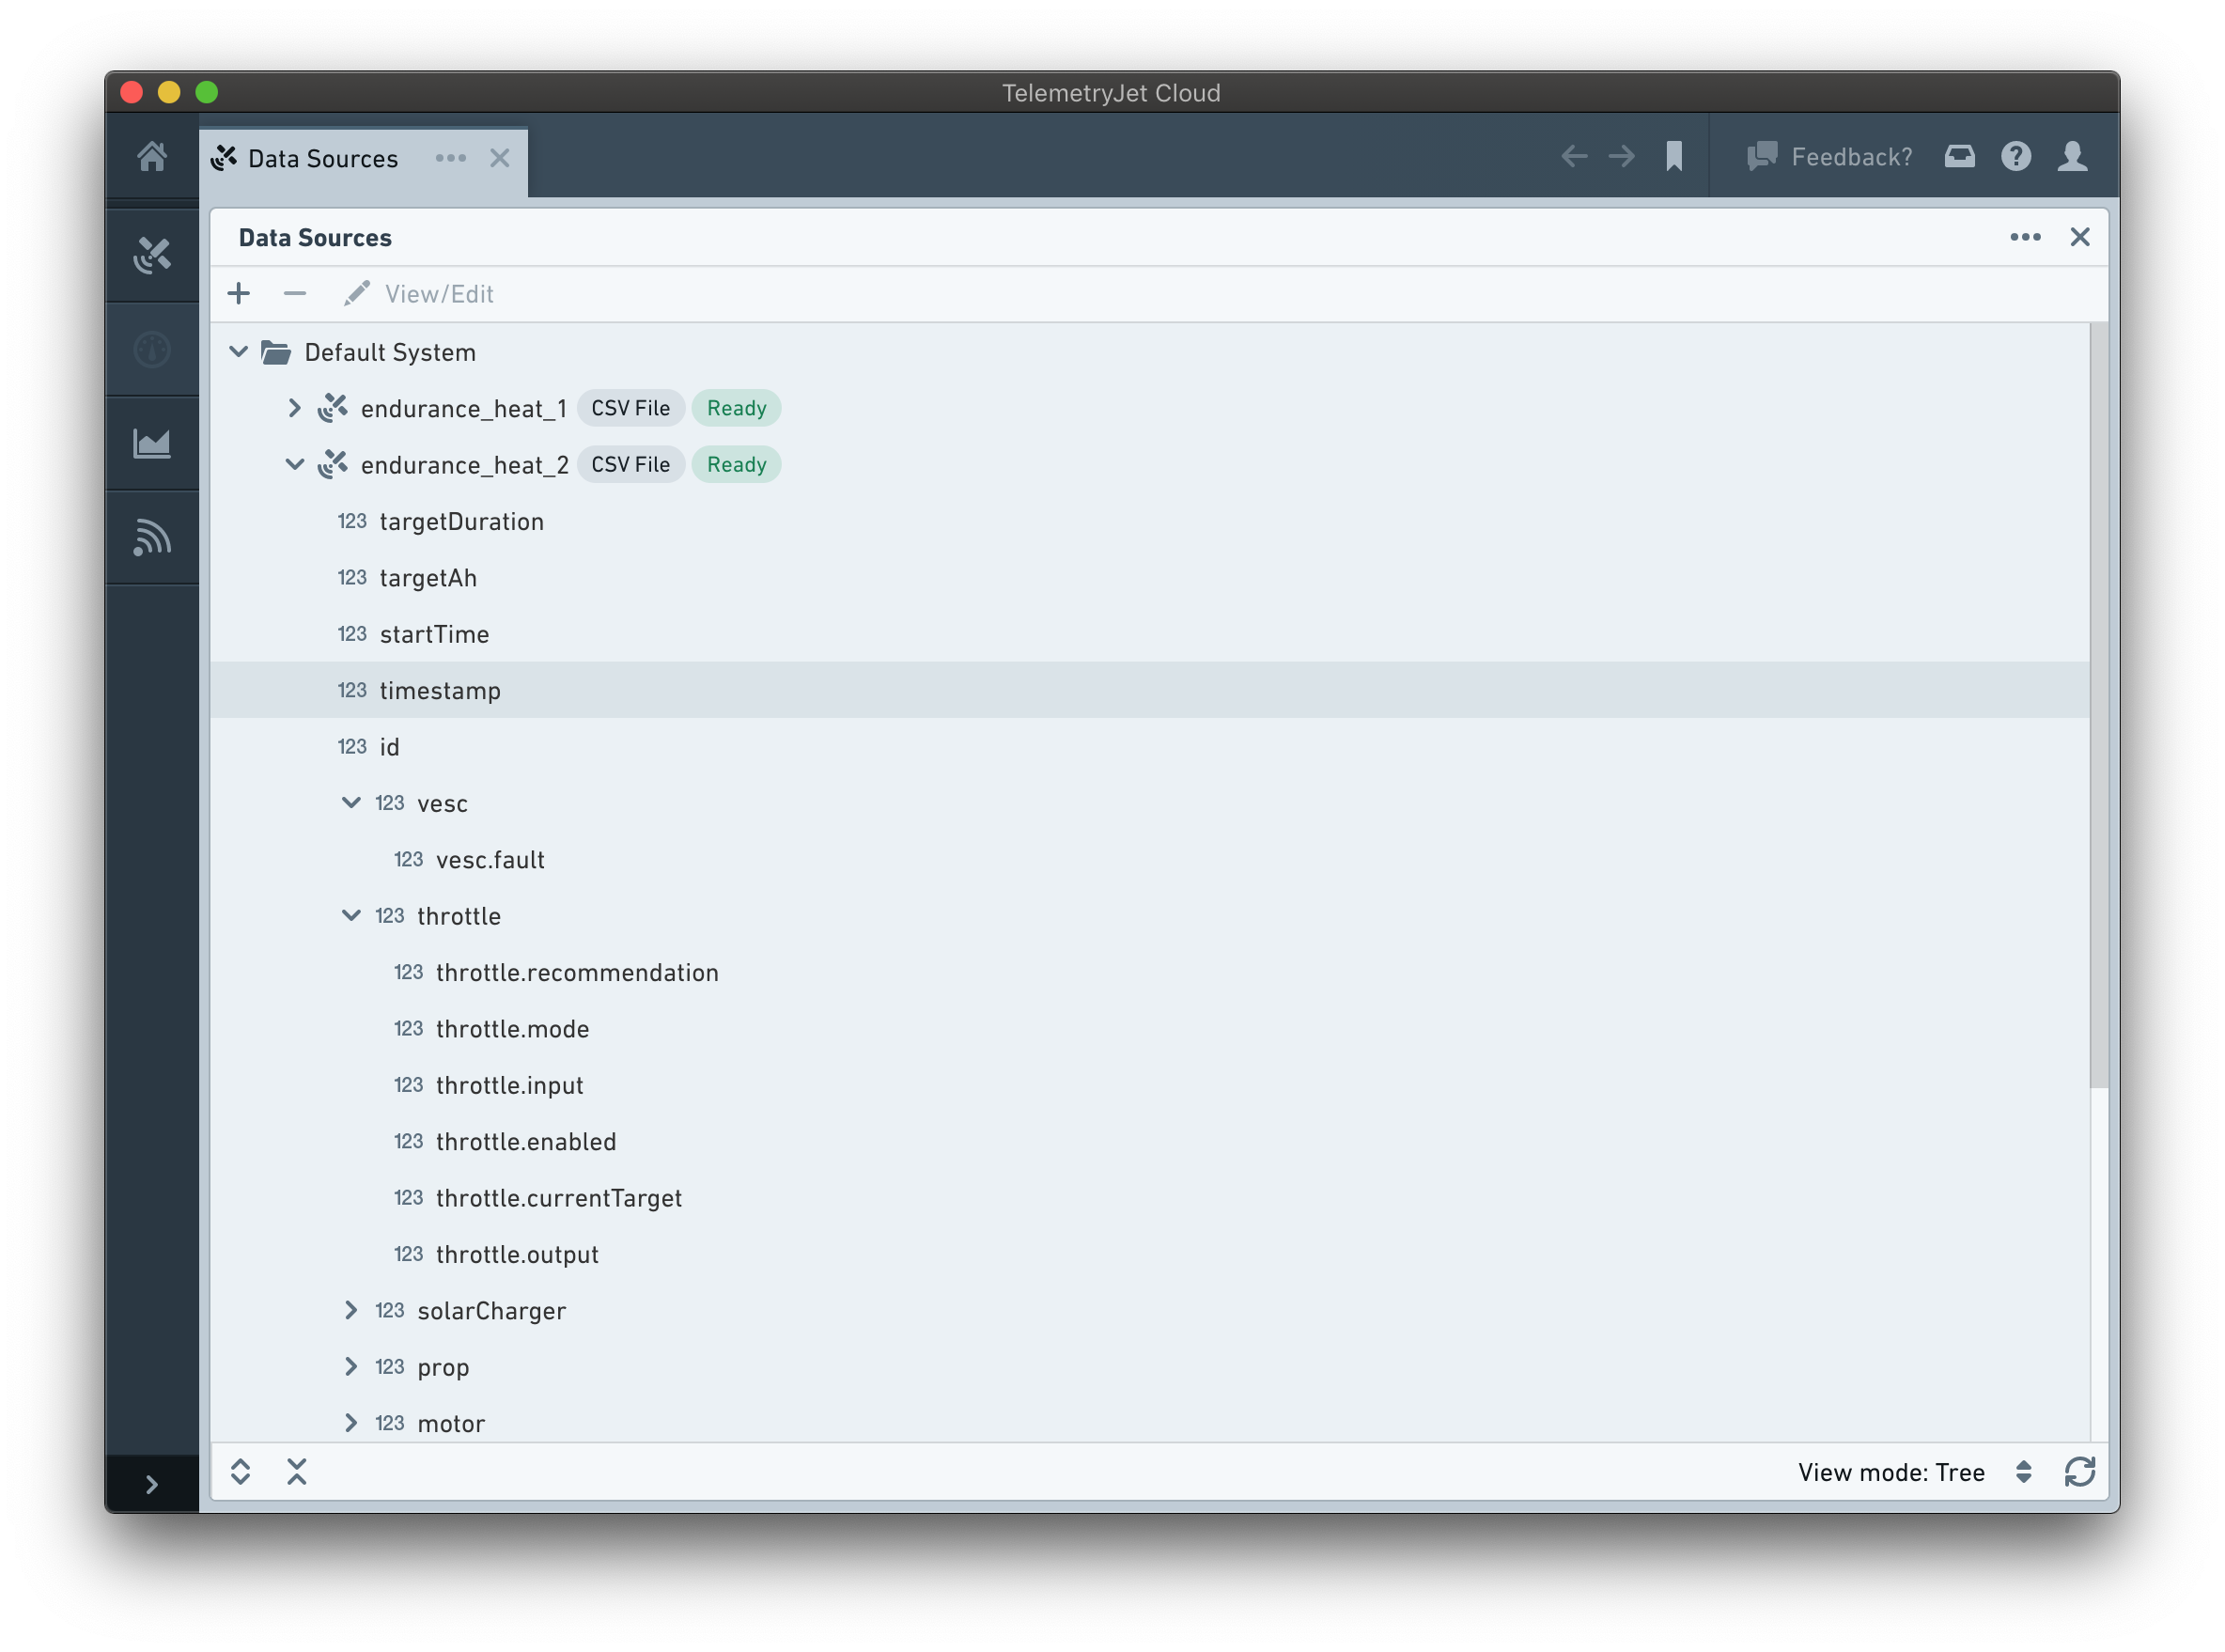 TelemetryJet Cloud
Data Sources
Feedback?
Data Sources
View/Edit
Default System
endurance_heat_1 CSV File Ready
endurance_heat_2 CSV File Ready
123 targetDuration
123 targetAh
123 startTime
123 timestamp
123 id
123 vesc
123 vesc.fault
123 throttle
123 throttle.recommendation
123 throttle.mode
123 throttle.input
123 throttle.enabled
123 throttle.currentTarget
123 throttle.output
123 solarCharger
123 prop
123 motor
View mode: Tree